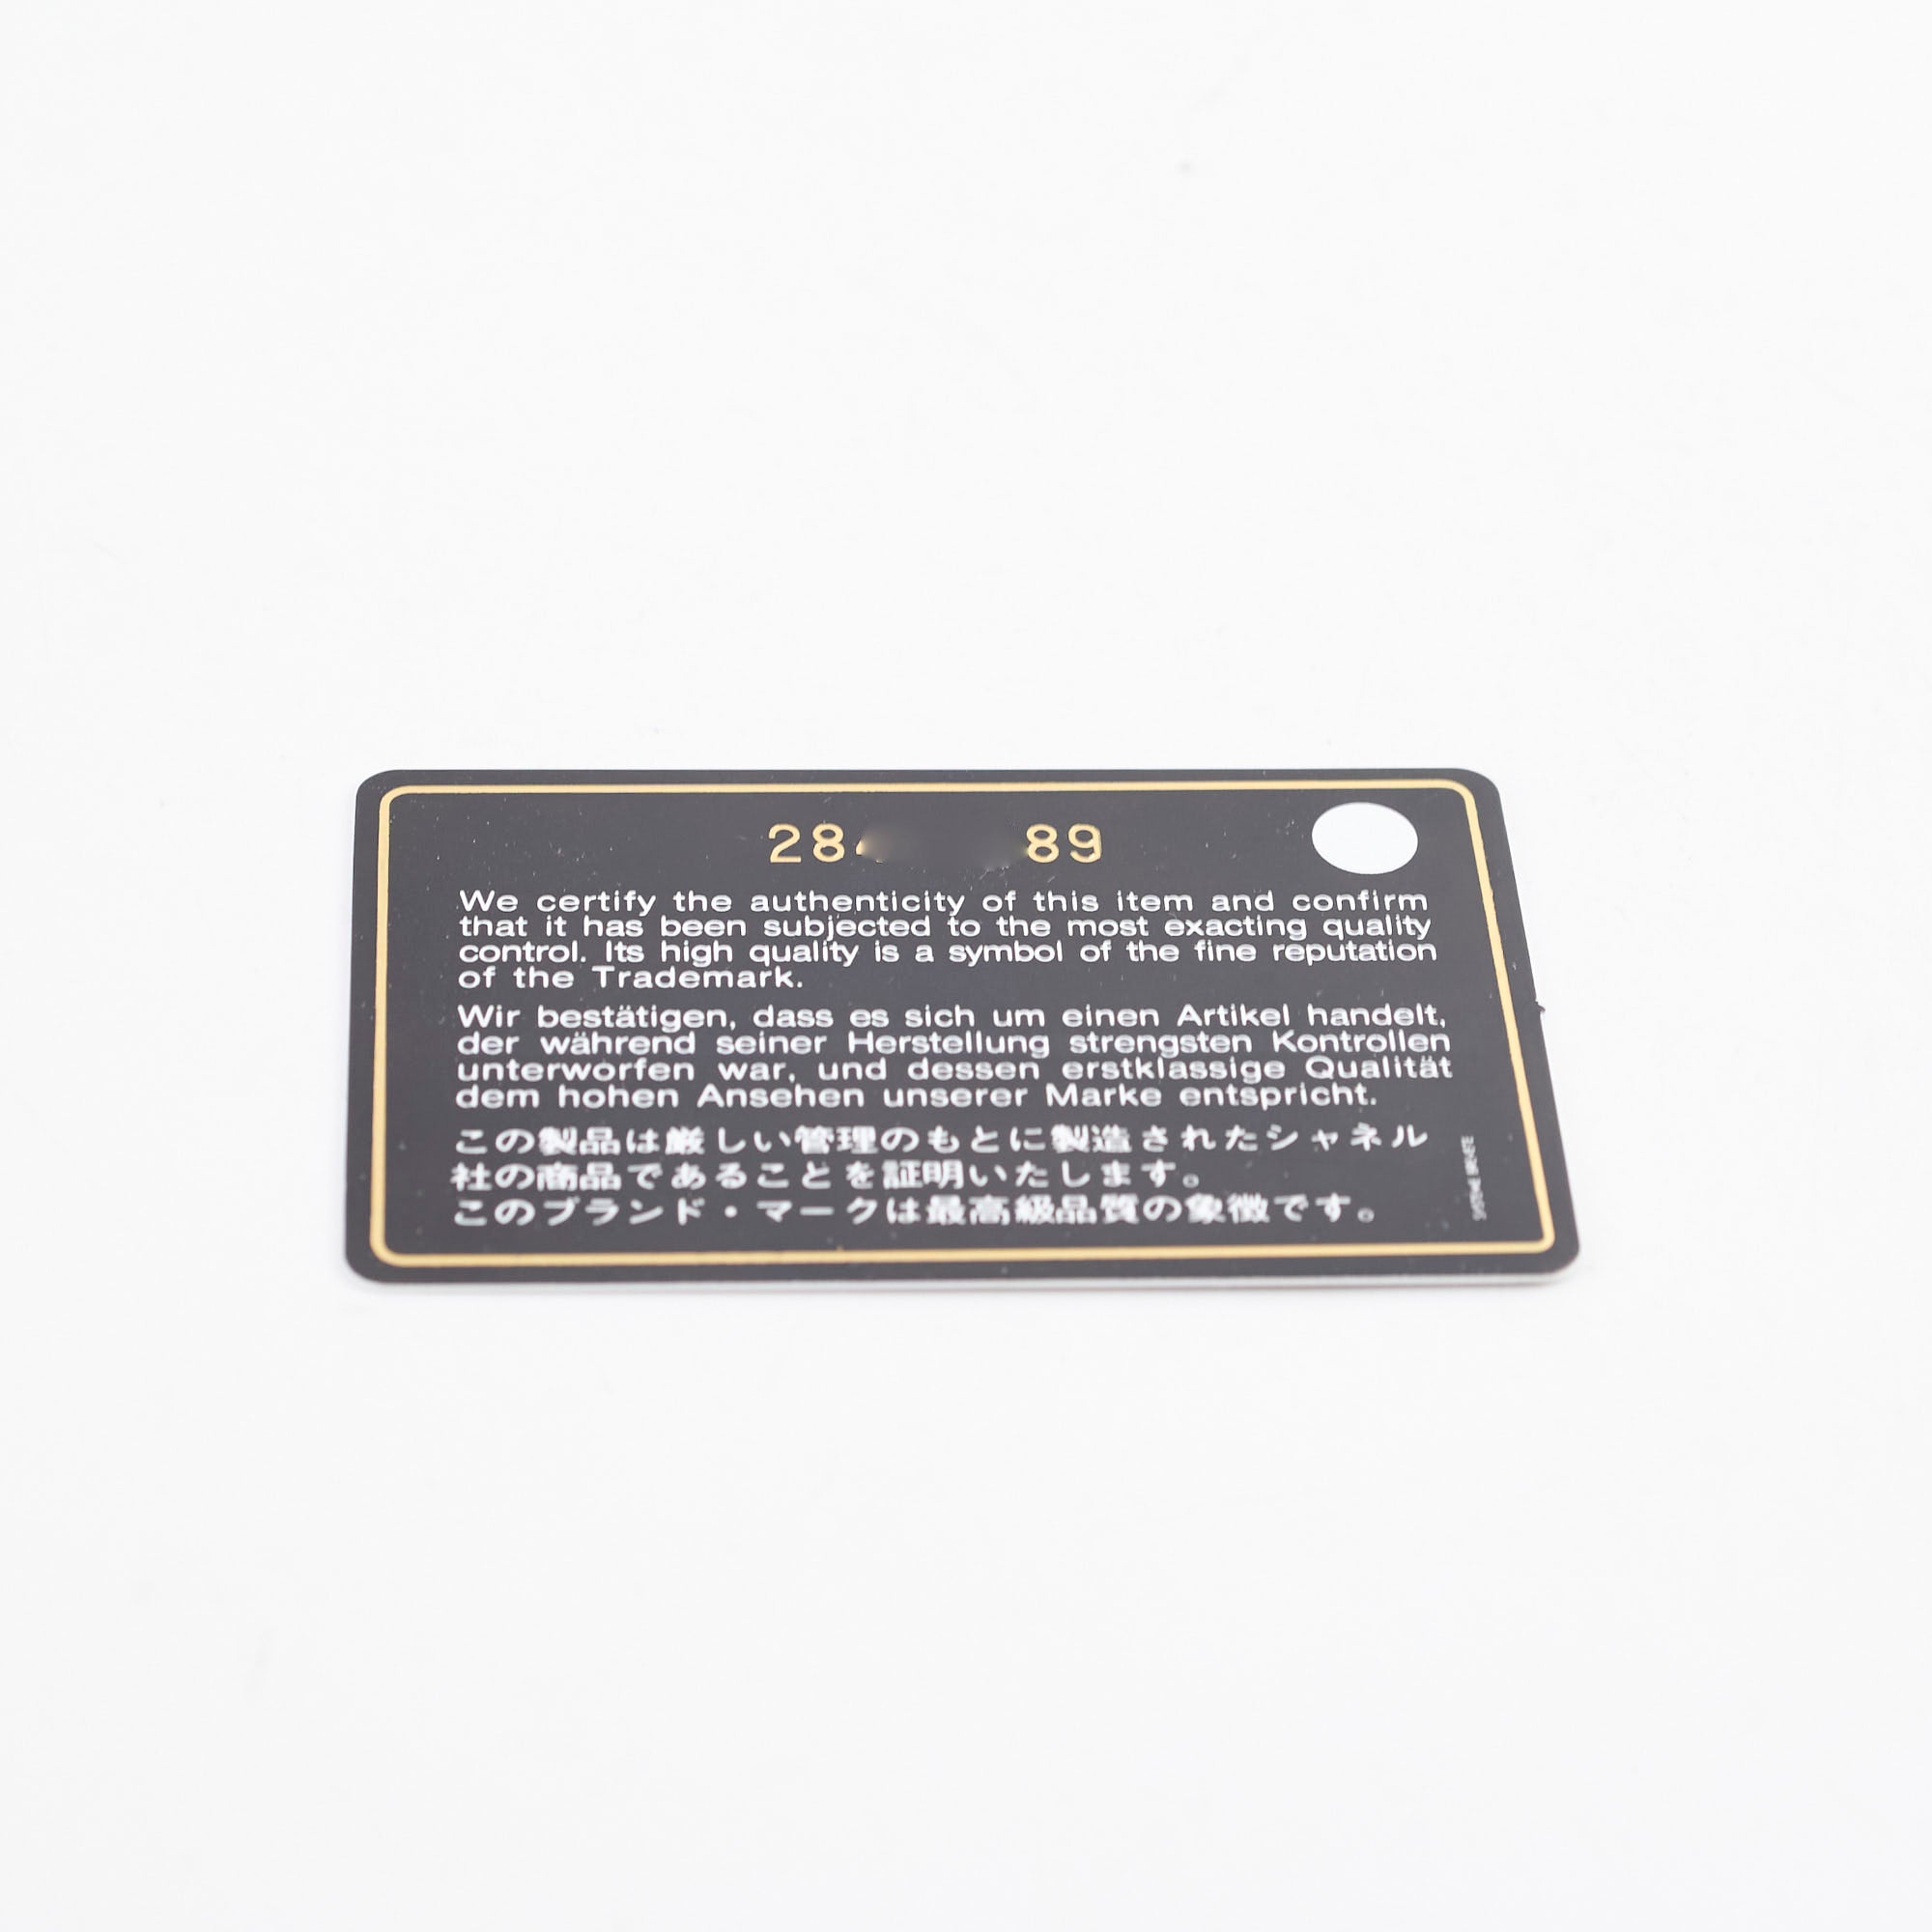 28 89
We certify the authenticity of this item and confirm
that it has been subjected to the most exacting quality
control. Its high quality is a symbol of the fine reputation
of the Trademark.
Wir bestätigen, dass es sich um einen Artikel handelt,
der während seiner Herstellung strengsten Kontrollen
unterworfen war, und dessen erstklassige Qualität
dem hohen Ansehen unserer Marke entspricht.
この製品は厳しい管理のもとに製造されたシャネル
社の商品であることを証明いたします。
このブランド・マークは最高級品質の象徴です。